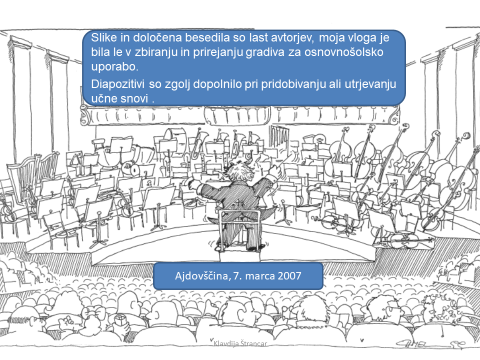 Slike in določena besedila so last avtorjev, moja vloga je
bila le v zbiranju in prirejanju gradiva za osnovnošolsko
uporabo.
Diapozitivi so zgolj dopolnilo pri pridobivanju ali utrjevanju
učne snovi .
Ajdovščina, 7. marca 2007
Klavdija Štrancar